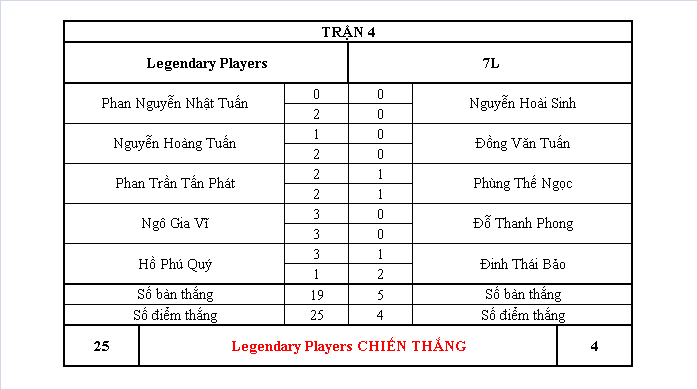 TRẬN 4
Legendary Players 7L
Phan Nguyễn Nhật Tuấn 0 0 Nguyễn Hoài Sinh
2 0
Nguyễn Hoàng Tuấn 1 0 Đồng Văn Tuấn
2 0
Phan Trần Tấn Phát 2 1 Phùng Thế Ngọc
2 1
Ngô Gia Vĩ 3 0 Đỗ Thanh Phong
3 0
Hồ Phú Quý 3 1 Đinh Thái Bảo
1 2
Số bàn thắng 19 5 Số bàn thắng
Số điểm thắng 25 4 Số điểm thắng
25 Legendary Players CHIẾN THẮNG 4